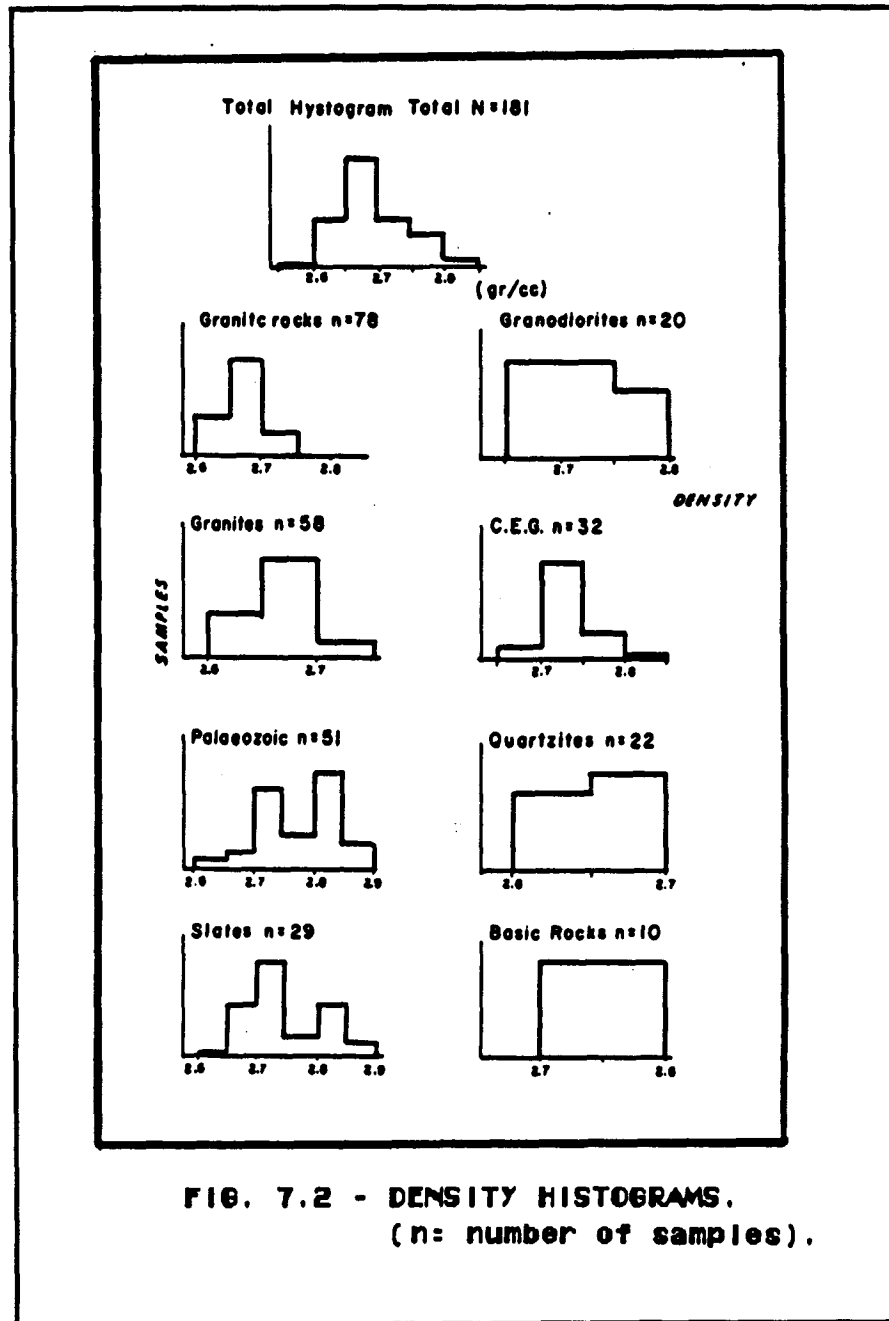 Total Hystogram Total N=181
2.6 2.7 2.8
(gr/cc)
Granitc rocks n=78
2.6 2.7 2.8
Granodiorites n=20
2.7 2.8
DENSITY
SAMPLES
Granites n=58
2.6 2.7
C.E.G. n=32
2.7 2.8
Palaeozoic n=51
2.6 2.7 2.8 2.9
Quartzites n=22
2.6 2.7
Slates n=29
2.6 2.7 2.8 2.9
Basic Rocks n=10
2.7 2.8
FIG. 7.2 - DENSITY HISTOGRAMS.
(n= number of samples).